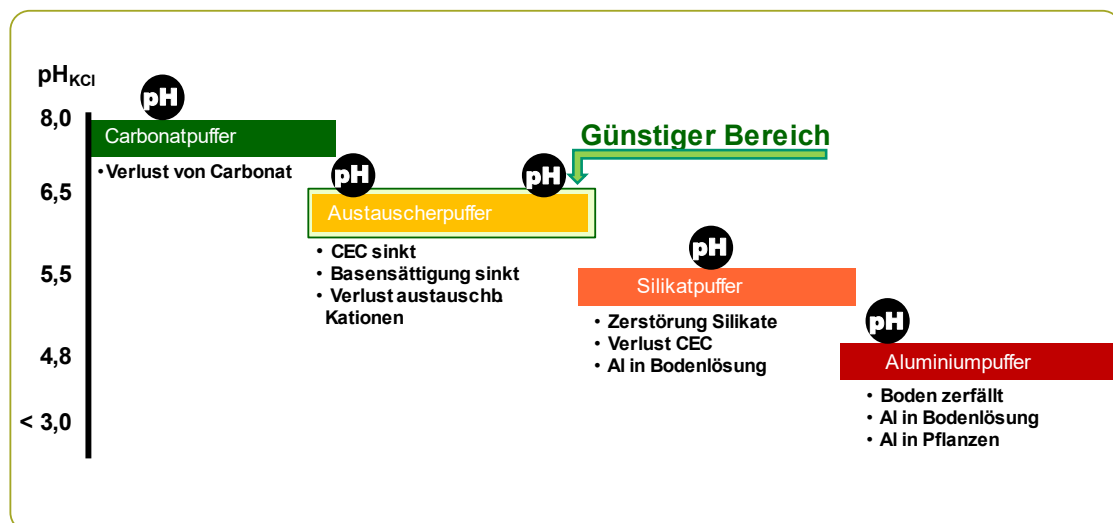 pHKCl
8,0
6,5
5,5
4,8
< 3,0
pH
Carbonatpuffer
• Verlust von Carbonat
Günstiger Bereich
pH
pH
Austauscherpuffer
• CEC sinkt
• Basensättigung sinkt
• Verlust austauschb.
Kationen
pH
Silikatpuffer
• Zerstörung Silikate
• Verlust CEC
• Al in Bodenlösung
pH
Aluminiumpuffer
• Boden zerfällt
• Al in Bodenlösung
• Al in Pflanzen